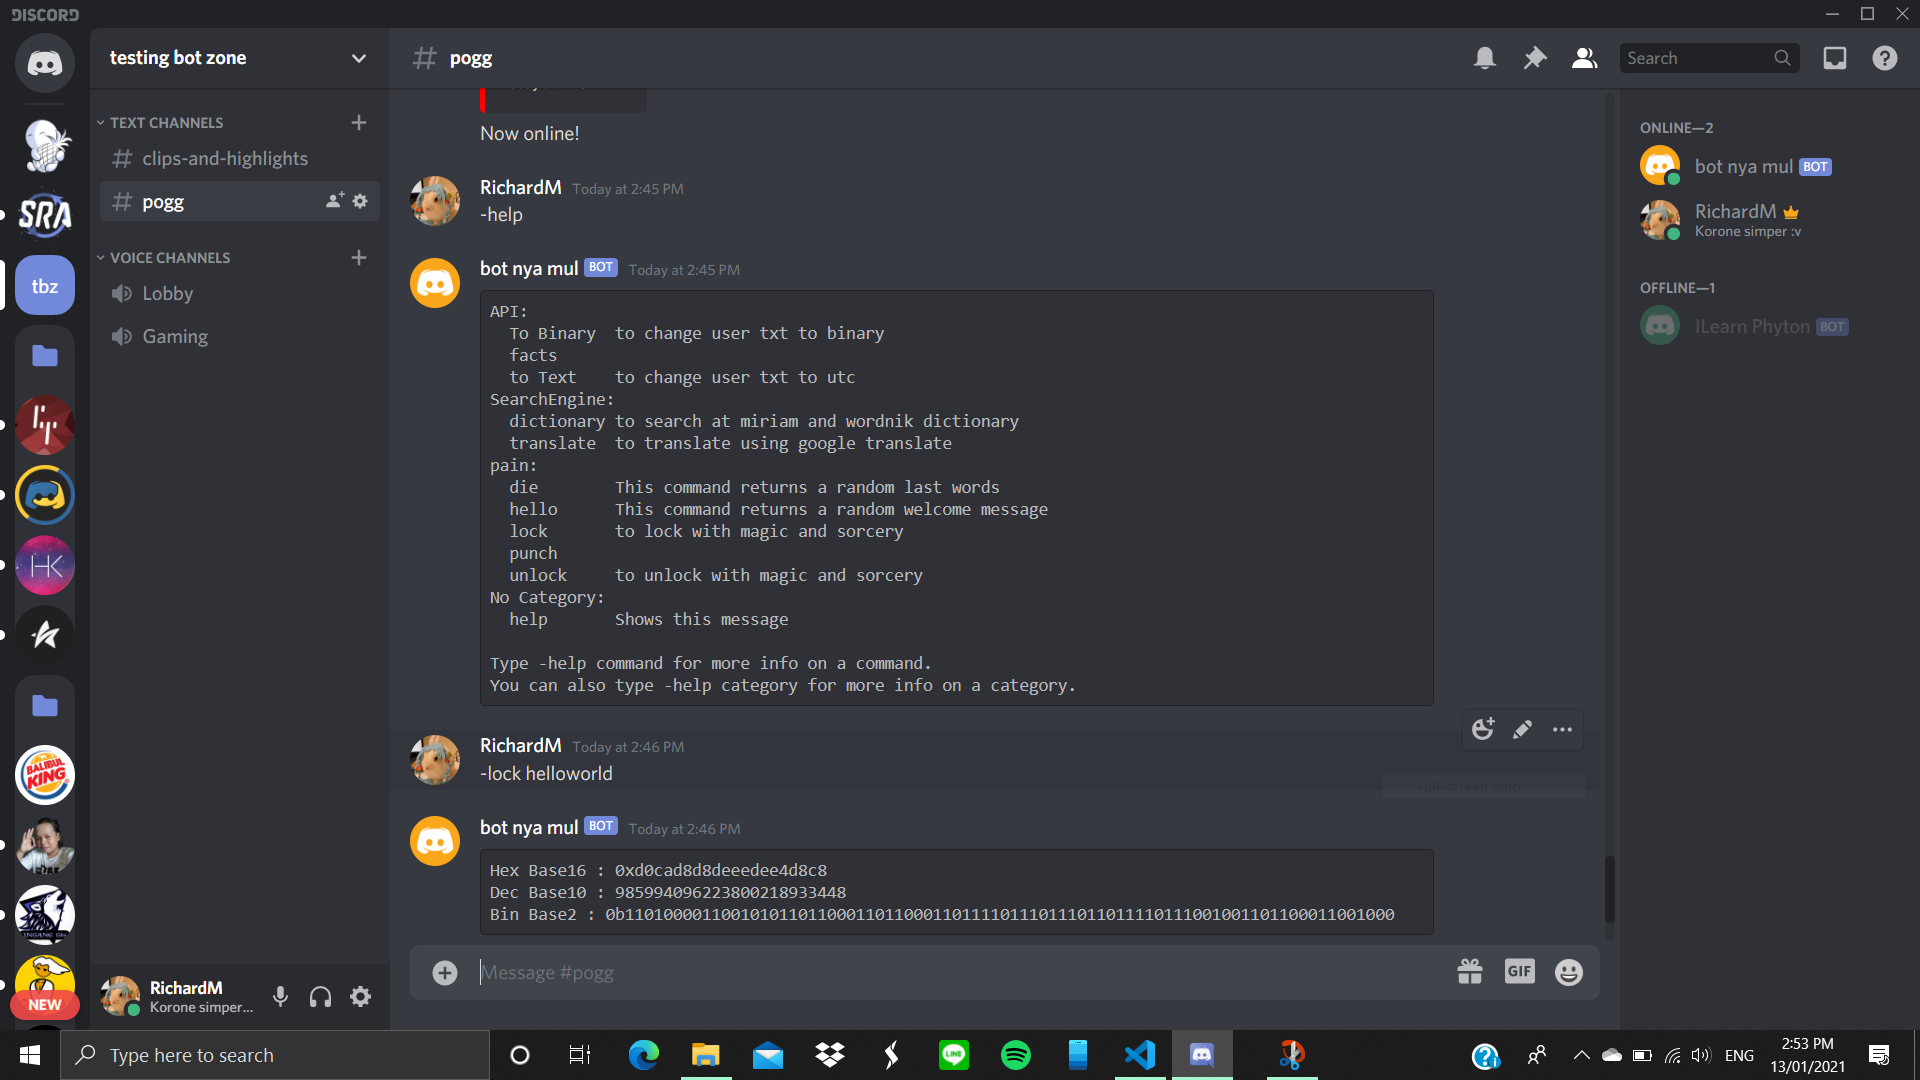 DISCORD
testing bot zone
pogg
Search
TEXT CHANNELS
clips-and-highlights
pogg
VOICE CHANNELS
Lobby
Gaming
SRA
tbz
HK
BALIBUL
KING
NEW
Now online!
RichardM Today at 2:45 PM
-help
bot nya mul BOT Today at 2:45 PM
API:
To Binary to change user txt to binary
facts
to Text to change user txt to utc
SearchEngine:
dictionary to search at miriam and wordnik dictionary
translate to translate using google translate
pain:
die This command returns a random last words
hello This command returns a random welcome message
lock to lock with magic and sorcery
punch
unlock to unlock with magic and sorcery
No Category:
help Shows this message
Type -help command for more info on a command.
You can also type -help category for more info on a category.
RichardM Today at 2:46 PM
-lock helloworld
Full-screen Snip
bot nya mul BOT Today at 2:46 PM
Hex Base16 : 0xd0cad8d8deeedee4d8c8
Dec Base10 : 985994096223800218933448
Bin Base2 : 0b11010000110010101101100011011000110111101110111011011110111001001101100011001000
Message #pogg
GIF
ONLINE—2
bot nya mul BOT
RichardM
Korone simper :v
OFFLINE—1
ILearn Phyton BOT
RichardM
Korone simper...
Type here to search
LINE
ENG
2:53 PM
13/01/2021